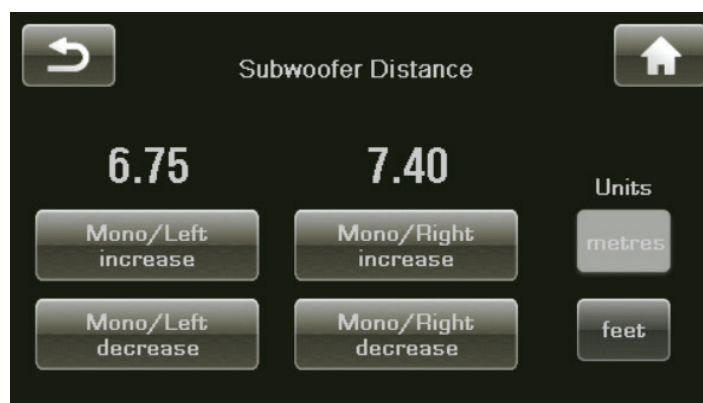 Subwoofer Distance
6.75
7.40
Units
Mono/Left
increase
Mono/Right
increase
metres
Mono/Left
decrease
Mono/Right
decrease
feet